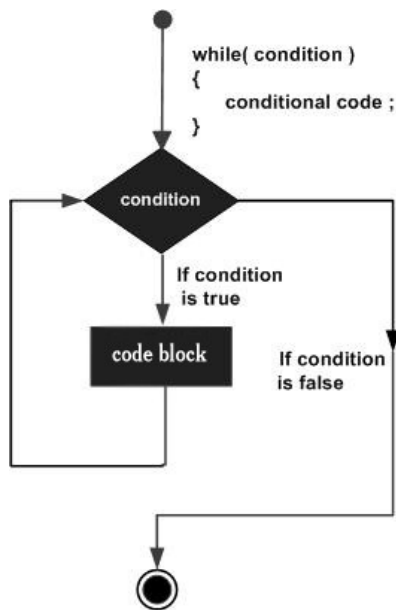 while( condition )
{
conditional code ;
}
condition
If condition
is true
code block
If condition
is false